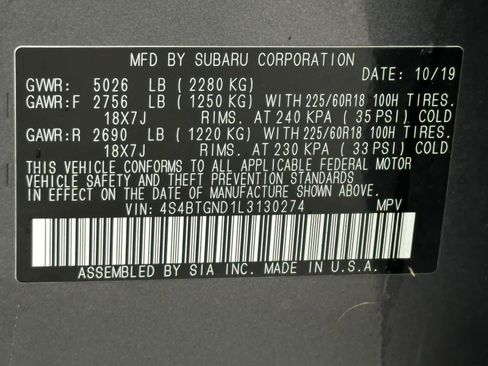 MFD BY SUBARU CORPORATION
DATE: 10/19
GVWR: 5026 LB ( 2280 KG)
GAWR:F 2756 LB ( 1250 KG) WITH 225/60R18 100H TIRES.
18X7J RIMS. AT 240 KPA ( 35 PSI) COLD
GAWR:R 2690 LB ( 1220 KG) WITH 225/60R18 100H TIRES.
18X7J RIMS. AT 230 KPA ( 33 PSI) COLD
THIS VEHICLE CONFORMS TO ALL APPLICABLE FEDERAL MOTOR
VEHICLE SAFETY AND THEFT PREVENTION STANDARDS
IN EFFECT ON THE DATE OF MANUFACTURE SHOWN ABOVE.
VIN: 4S4BTGND1L3130274 MPV
ASSEMBLED BY SIA INC. MADE IN U.S.A.